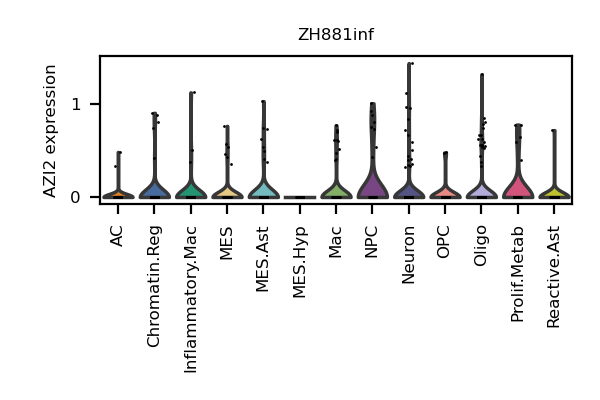 ZH881inf
AZI2 expression
1
0
AC
Chromatin.Reg
Inflammatory.Mac
MES
MES.Ast
MES.Hyp
Mac
NPC
Neuron
OPC
Oligo
Prolif.Metab
Reactive.Ast